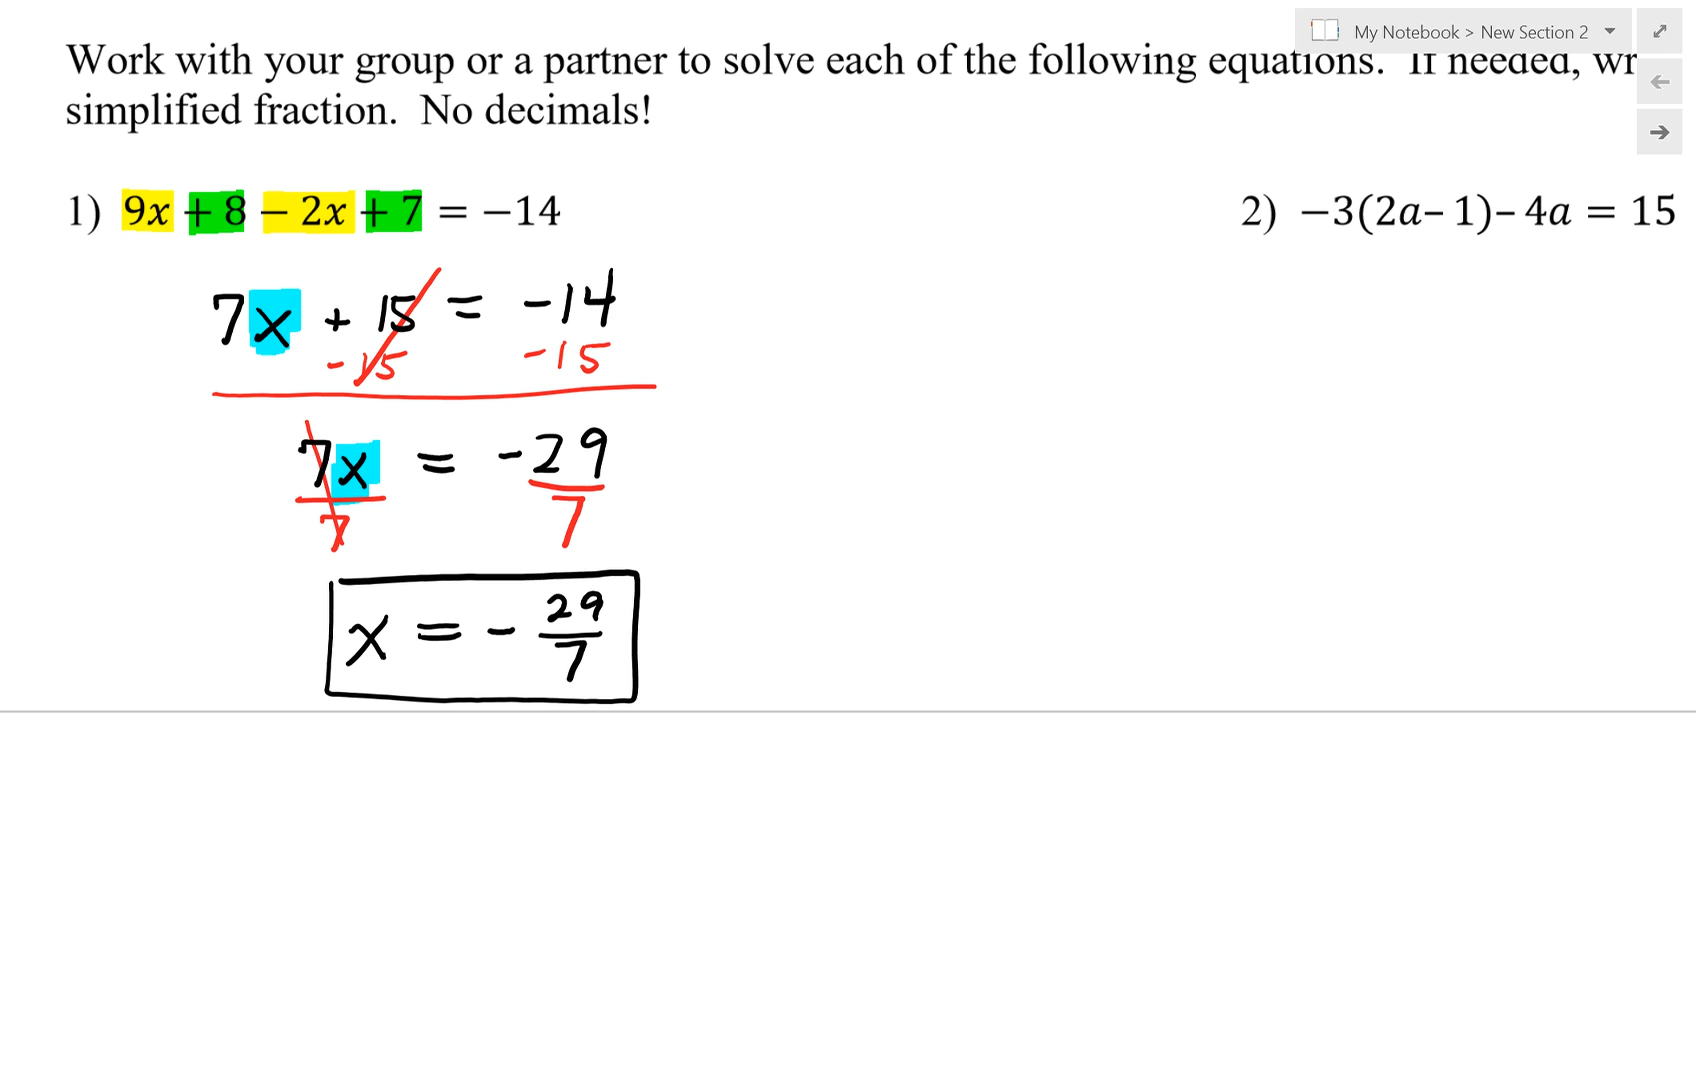 My Notebook > New Section 2
Work with your group or a partner to solve each of the following equations. If needed, wr
simplified fraction. No decimals!
1) 9x + 8 − 2x + 7 = −14
2) −3(2a− 1)− 4a = 15
7x + 15 = -14
-15 -15
7x = -29
7 7
x = - 29/7